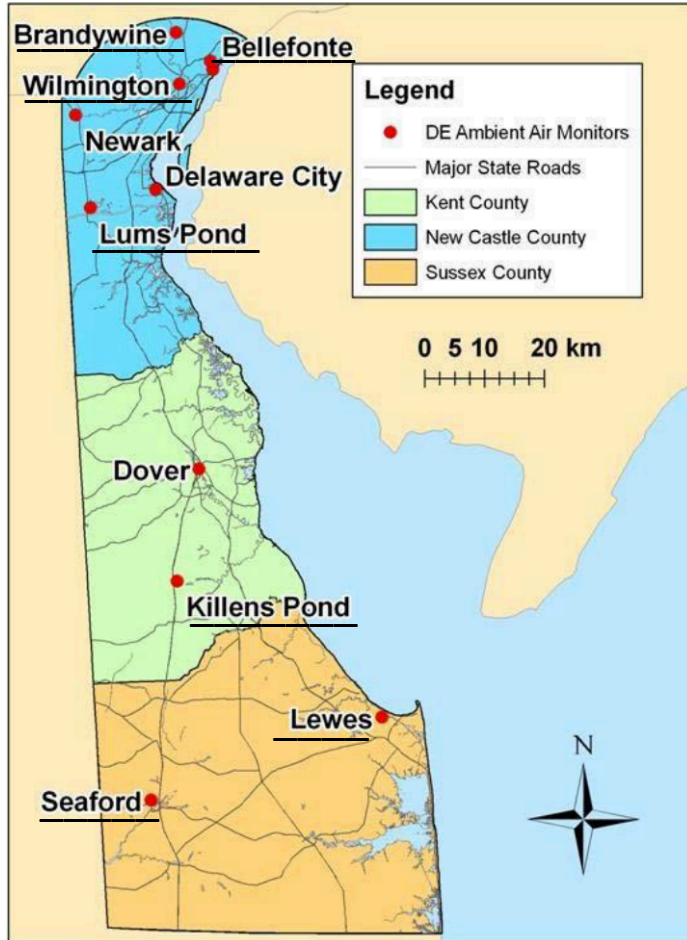 Brandywine
Bellefonte
Wilmington
Newark
Delaware City
Lums Pond
Legend
DE Ambient Air Monitors
Major State Roads
Kent County
New Castle County
Sussex County
0 5 10 20 km
Dover
Killens Pond
Lewes
Seaford
N